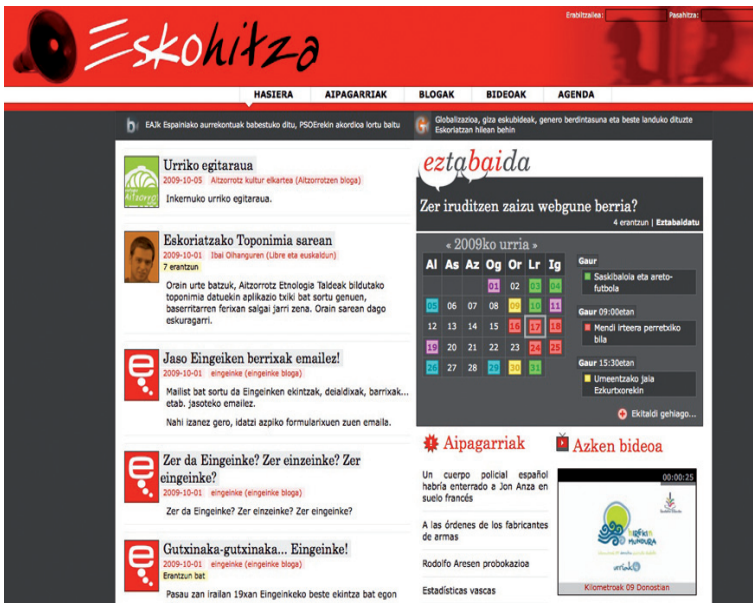 Eskohitza
Erabiltzailea:
Pasahitza:
HASIERA AIPAGARRIAK BLOGAK BIDEOAK AGENDA
EAJk Espainiako aurrekontuak babestuko ditu, PSOErekin akordioa lortu baitu
Globalizazioa, giza eskubideak, genero berdintasuna eta beste landuko dituzte
Eskoriatzan hilean behin
Urriko egitaraua
2009-10-05 Aitzorrotz kultur elkartea (Aitzorrotzen bloga)
Inkernuko urriko egitaraua.
Eskoriatzako Toponimia sarean
2009-10-01 Ibai Olhanguren (Libre eta euskaldun)
7 erantzun
Orain urte batzuk, Aitzorrotz Etnologia Taldeak bildutako
toponimia datuekin aplikazio txiki bat sortu genuen,
baserritarren ferixan salgai jarri zena. Orain sarean dago
eskuragarri.
Jaso Eingeiken berrixak emailez!
2009-10-01 eingeinke (eingeinke bloga)
Mailist bat sortu da Eingeinken ekintzak, deialdixak, barrixak...
etab. jasoteko emailez.
Nahi izanez gero, idatzi azpiko formularixuen zuen emaila.
Zer da Eingeinke? Zer einzeinke? Zer
eingeinke?
2009-10-01 eingeinke (eingeinke bloga)
Zer da Eingeinke? Zer einzeinke? Zer eingeinke?
Gutxinaka-gutxinaka... Eingeinke!
2009-10-01 eingeinke (eingeinke bloga)
Erantzun bat
Pasau zan irailan 19xan Eingeinkeko beste ekintza bat egon
eztabaida
Zer iruditzen zaizu webgune berria?
4 erantzun | Eztabaidatu
« 2009ko urria »
Al As Az Og Or Lr Ig
01 02 03 04
05 06 07 08 09 10 11
12 13 14 15 16 17 18
19 20 21 22 23 24 25
26 27 28 29 30 31
Gaur
Saskibaloia eta areto-
futbola
Gaur 09:00etan
Mendi irteera perretxiko
bila
Gaur 15:30etan
Umeentzako jaia
Ezkurtxorekin
Ekitaldi gehiago...
Aipagarriak
Un cuerpo policial español
habría enterrado a Jon Anza en
suelo francés
A las órdenes de los fabricantes
de armas
Rodolfo Aresen probokazioa
Estadísticas vascas
Azken bideoa
00:00:25
MUNDURA
urriak
Kilometroak 09 Donostian